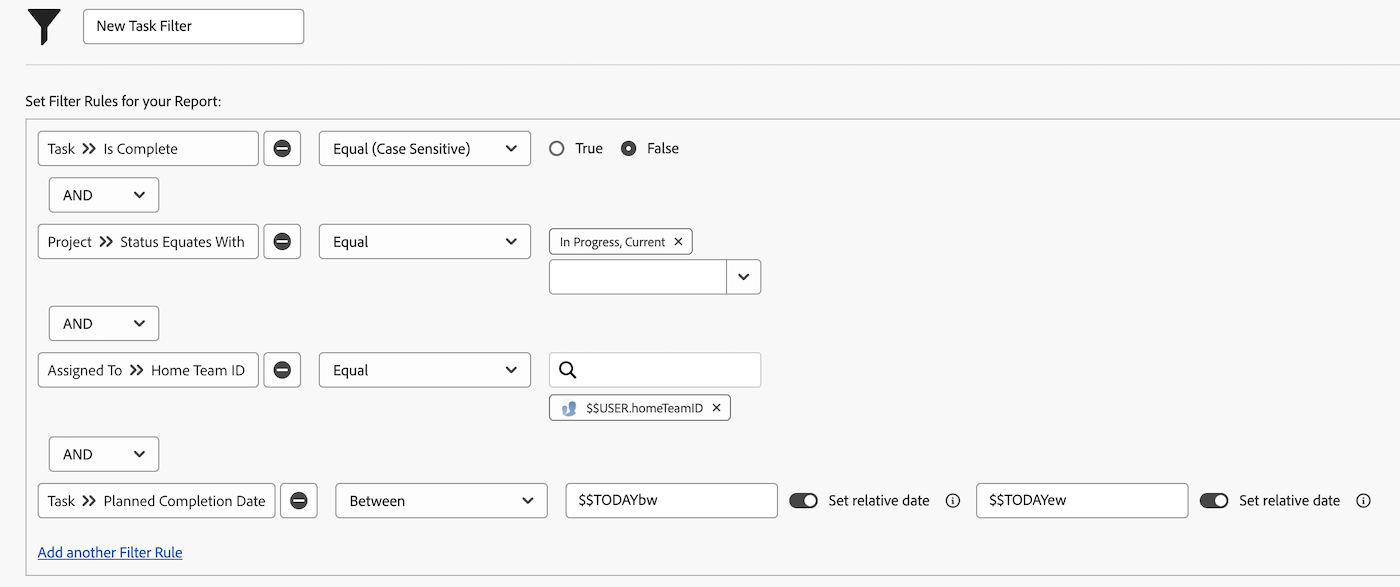 New Task Filter
Set Filter Rules for your Report:
Task >> Is Complete Equal (Case Sensitive) True False
AND
Project >> Status Equates With Equal In Progress, Current ×
AND
Assigned To >> Home Team ID Equal
$$USER.homeTeamID ×
AND
Task >> Planned Completion Date Between $$TODAYbw Set relative date $$TODAYew Set relative date
Add another Filter Rule